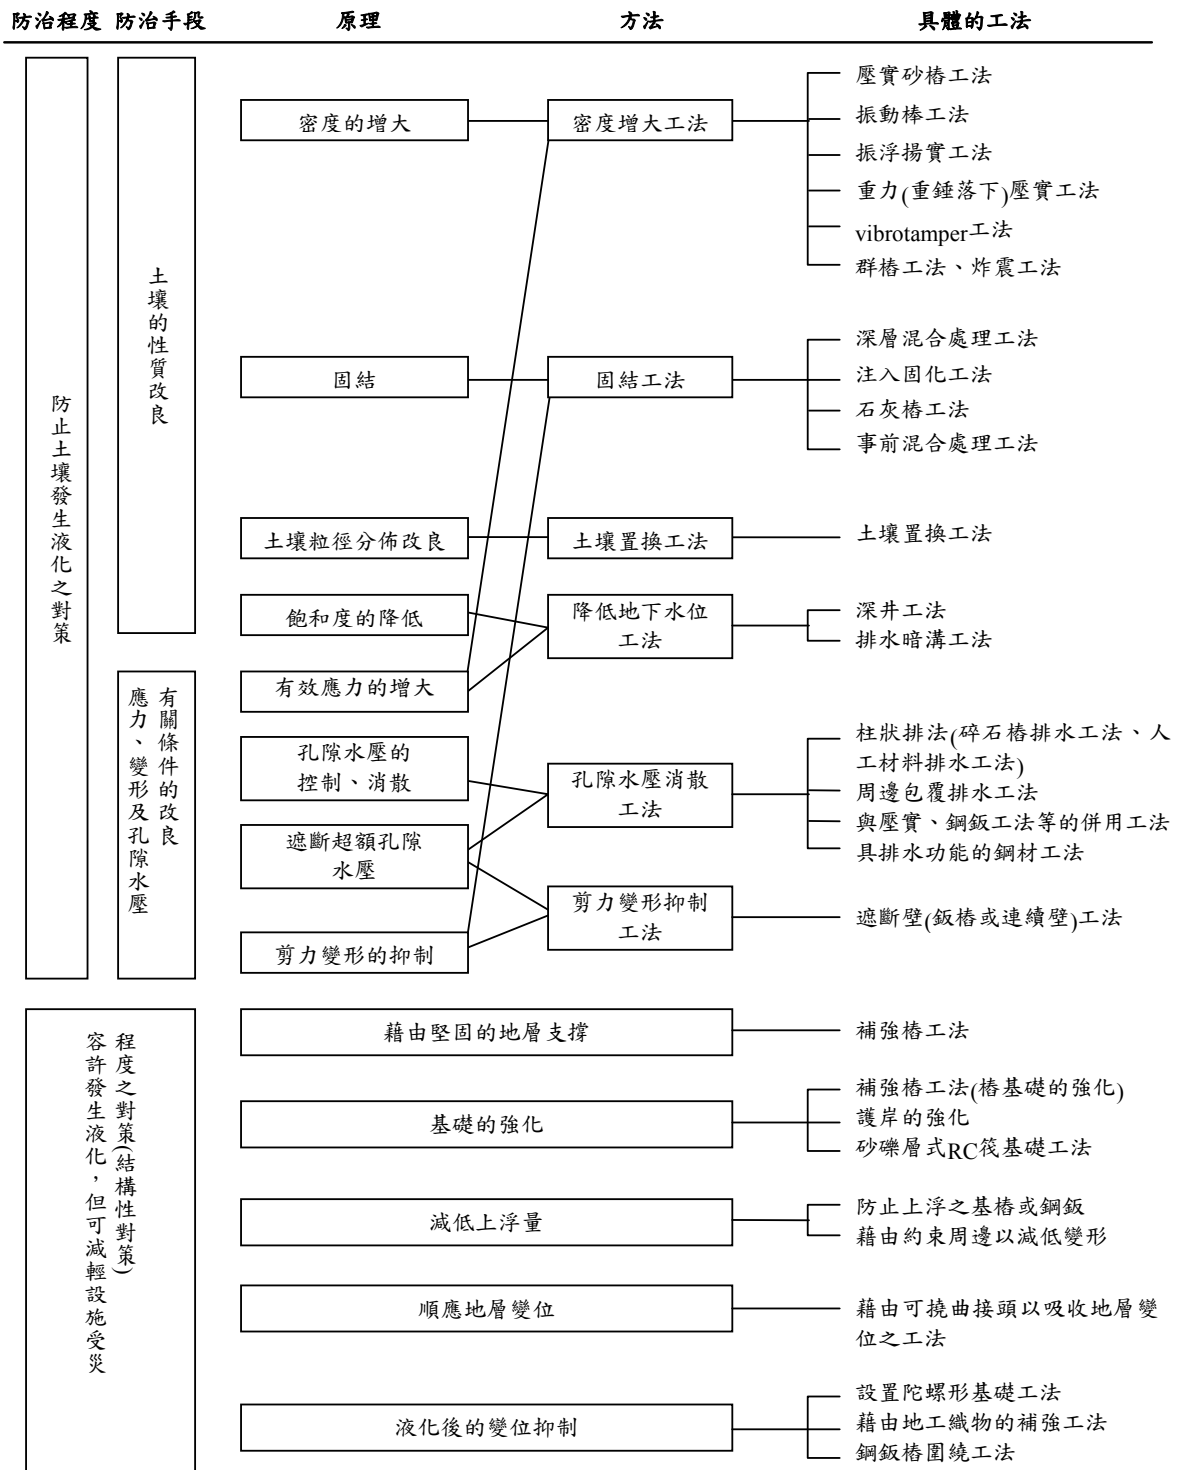 防治程度 防治手段 原理 方法 具體的工法
防止土壤發生液化之對策
土壤的性質改良
密度的增大
密度增大工法
壓實砂樁工法
振動棒工法
振浮揚實工法
重力(重錘落下)壓實工法
vibrotamper工法
群樁工法、炸震工法
固結
固結工法
深層混合處理工法
注入固化工法
石灰樁工法
事前混合處理工法
土壤粒徑分佈改良
土壤置換工法
土壤置換工法
飽和度的降低
降低地下水位
工法
深井工法
排水暗溝工法
有關條件的改良
應力、變形及孔隙水壓
有效應力的增大
孔隙水壓的
控制、消散
孔隙水壓消散
工法
柱狀排法(碎石樁排水工法、人
工材料排水工法)
周邊包覆排水工法
與壓實、鋼鈑工法等的併用工法
具排水功能的鋼材工法
遮斷超額孔隙
水壓
剪力變形抑制
工法
遮斷壁(鈑樁或連續壁)工法
剪力變形的抑制
容許發生液化，但可減輕設施受災
程度之對策(結構性對策)
藉由堅固的地層支撐
補強樁工法
基礎的強化
補強樁工法(樁基礎的強化)
護岸的強化
砂礫層式RC筏基礎工法
減低上浮量
防止上浮之基樁或鋼鈑
藉由約束周邊以減低變形
順應地層變位
藉由可撓曲接頭以吸收地層變
位之工法
液化後的變位抑制
設置陀螺形基礎工法
藉由地工織物的補強工法
鋼鈑樁圍繞工法